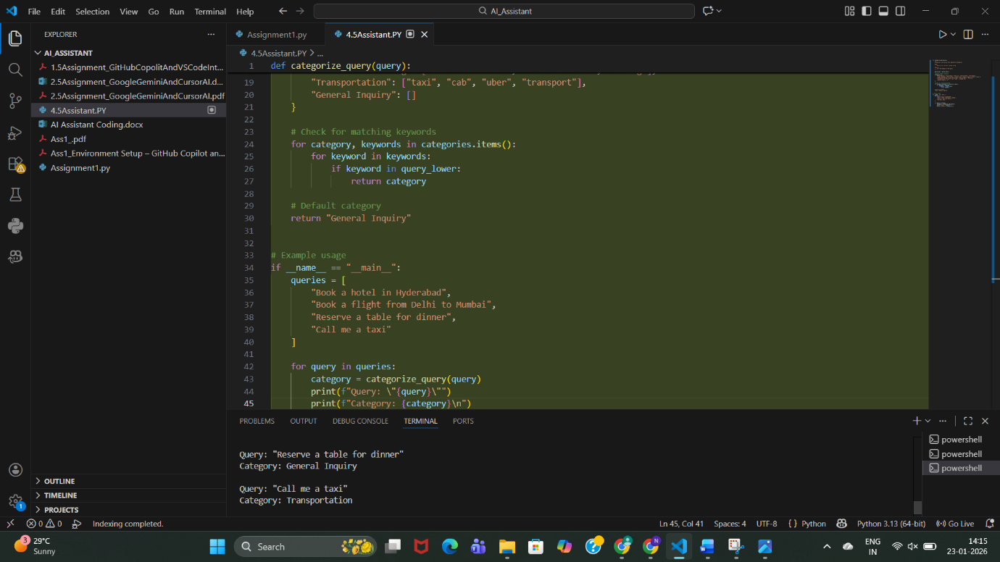 File Edit Selection View Go Run Terminal Help
AI_Assistant
EXPLORER
AI_ASSISTANT
1.5Assignment_GitHubCopolitAndVSCodeInt...
2.5Assignment_GoogleGeminiAndCursorAI.d...
2.5Assignment_GoogleGeminiAndCursorAI.pdf
4.5Assistant.PY
AI Assistant Coding.docx
Ass1_.pdf
Ass1_Environment Setup – GitHub Copilot an...
Assignment1.py
OUTLINE
TIMELINE
PROJECTS
Assignment1.py 4.5Assistant.PY
4.5Assistant.PY > ...
1 def categorize_query(query):
19 "Transportation": ["taxi", "cab", "uber", "transport"],
20 "General Inquiry": []
21 }
22
23 # Check for matching keywords
24 for category, keywords in categories.items():
25 for keyword in keywords:
26 if keyword in query_lower:
27 return category
28
29 # Default category
30 return "General Inquiry"
31
32
33 # Example usage
34 if __name__ == "__main__":
35 queries = [
36 "Book a hotel in Hyderabad",
37 "Book a flight from Delhi to Mumbai",
38 "Reserve a table for dinner",
39 "Call me a taxi"
40 ]
41
42 for query in queries:
43 category = categorize_query(query)
44 print(f"Query: \"{query}\"")
45 print(f"Category: {category}\n")
PROBLEMS OUTPUT DEBUG CONSOLE TERMINAL PORTS
Query: "Reserve a table for dinner"
Category: General Inquiry
Query: "Call me a taxi"
Category: Transportation
powershell
powershell
powershell
1
0 0 Indexing completed.
Ln 45, Col 41 Spaces: 4 UTF-8 {} Python Python 3.13 (64-bit) Go Live
3
29°C
Sunny
Search
N
ENG
IN
14:15
23-01-2026